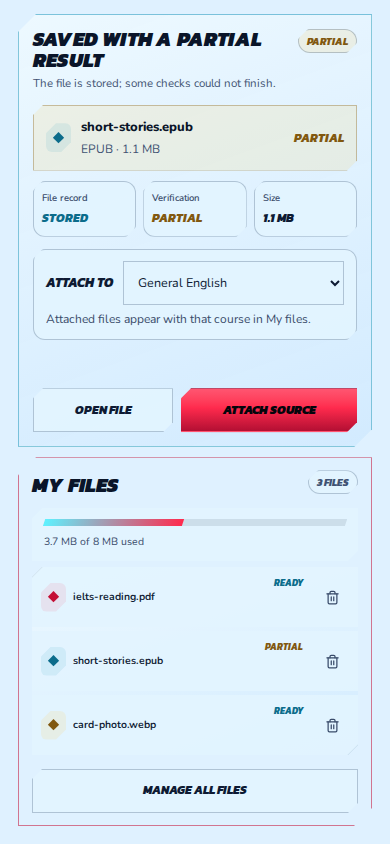 SAVED WITH A PARTIAL
RESULT
PARTIAL
The file is stored; some checks could not finish.
short-stories.epub
EPUB · 1.1 MB
PARTIAL
File record
STORED
Verification
PARTIAL
Size
1.1 MB
ATTACH TO
General English
Attached files appear with that course in My files.
OPEN FILE
ATTACH SOURCE
MY FILES
3 FILES
3.7 MB of 8 MB used
ielts-reading.pdf
READY
short-stories.epub
PARTIAL
card-photo.webp
READY
MANAGE ALL FILES